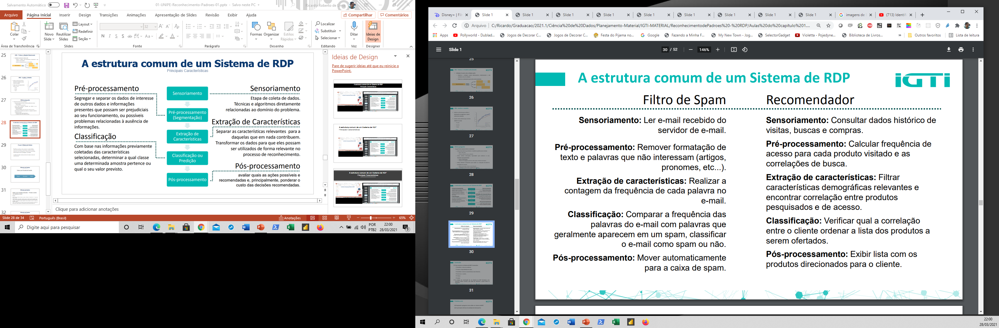 Salvamento Automático
01-UNIPE-Reconhecimento-Padroes-01.pptx - Salvo neste PC
Ricardo Roberto de Lima
Arquivo
Página Inicial
Inserir
Design
Transições
Animações
Apresentação de Slides
Revisão
Exibir
Ajuda
Compartilhar
Comentários
Colar
Novo Slide
Reutilizar Slides
Layout
Redefinir
Seção
32
Formas
Organizar
Estilos Rápidos
Localizar
Substituir
Selecionar
Ditar
Ideias de Design
Área de Transferência
Slides
Fonte
Parágrafo
Desenho
Editando
Voz
Designer
25
26
27
28
29
30
31
32
A estrutura comum de um Sistema de RDP
Principais Características
Pré-processamento
Segregar e separar os dados de interesse
de outros dados e informações
presentes que possam ser prejudiciais
ao seu funcionamento, ou possíveis
problemas relacionadas à ausência de
informações.
Classificação
Com base nas informações previamente
coletadas das características
selecionadas, determinar a qual classe
uma determinada amostra pertence ou
qual o seu valor previsto.
Sensoriamento
Pré-processamento
(Segmentação)
Extração de
Características
Classificação ou
Predição
Pós-processamento
Sensoriamento
Etapa de coleta de dados.
Técnicas e algoritmos diretamente
relacionadas ao domínio do problema.
Extração de Características
Separar as características relevantes para a
daquelas que em nada contribuem.
Transformar os dados para que eles possam
ser utilizados de forma relevante no
processo de reconhecimento.
Pós-processamento
avaliar quais as ações possíveis e
recomendadas e, principalmente, ponderar o
custo das decisões recomendadas.
Ideias de Design
Pare de sugerir ideias até que eu reinicie o
PowerPoint.
Clique para adicionar anotações
Slide 28 de 34
Português (Brasil)
Anotações
65%
Digite aqui para pesquisar
POR
PTB2
22:00
28/03/2021
3
Disney+ | Fil
Slide 1
Slide 1
Slide 1
Slide 1
Slide 1
Slide 1
Slide 1
Slide 1
Slide 1
imagens de
(713) Identifi
Arquivo | C:/Ricardo/Graduacao/2021.1/Ciência%20de%20Dados/Planejamento-Material/IGTI-MATERIAL/ReconhecimentodePadroes%20-%20RDP/Aulas%20do%20capítulo%201....
Apps
Pollyworld - Dublad...
Jogos de Decorar C...
Jogos de Decorar C...
Festa do Pijama no...
Google
Fazendo a Minha F...
My New Town - Jog...
SelectorGadget
Violetta - Pojedyne...
Biblioteca de Livros...
Outros favoritos
Lista de leitura
Slide 1
30 / 52
146%
25
26
27
28
29
30
31
A estrutura comum de um Sistema de RDP
iGTi
Filtro de Spam
Sensoriamento: Ler e-mail recebido do
servidor de e-mail.
Pré-processamento: Remover formatação de
texto e palavras que não interessam (artigos,
pronomes, etc...).
Extração de características: Realizar a
contagem da frequência de cada palavra no
e-mail.
Classificação: Comparar a frequência das
palavras do e-mail com palavras que
geralmente aparecem em um spam, classificar
o e-mail como spam ou não.
Pós-processamento: Mover automaticamente
para a caixa de spam.
Recomendador
Sensoriamento: Consultar dados histórico de
visitas, buscas e compras.
Pré-processamento: Calcular frequência de
acesso para cada produto visitado e as
correlações de busca.
Extração de características: Filtrar
características demográficas relevantes e
encontrar correlação entre produtos
pesquisados e de acesso.
Classificação: Verificar qual a correlação
entre o cliente ordenar a lista dos produtos a
serem ofertados.
Pós-processamento: Exibir lista com os
produtos direcionados para o cliente.
22:00
28/03/2021